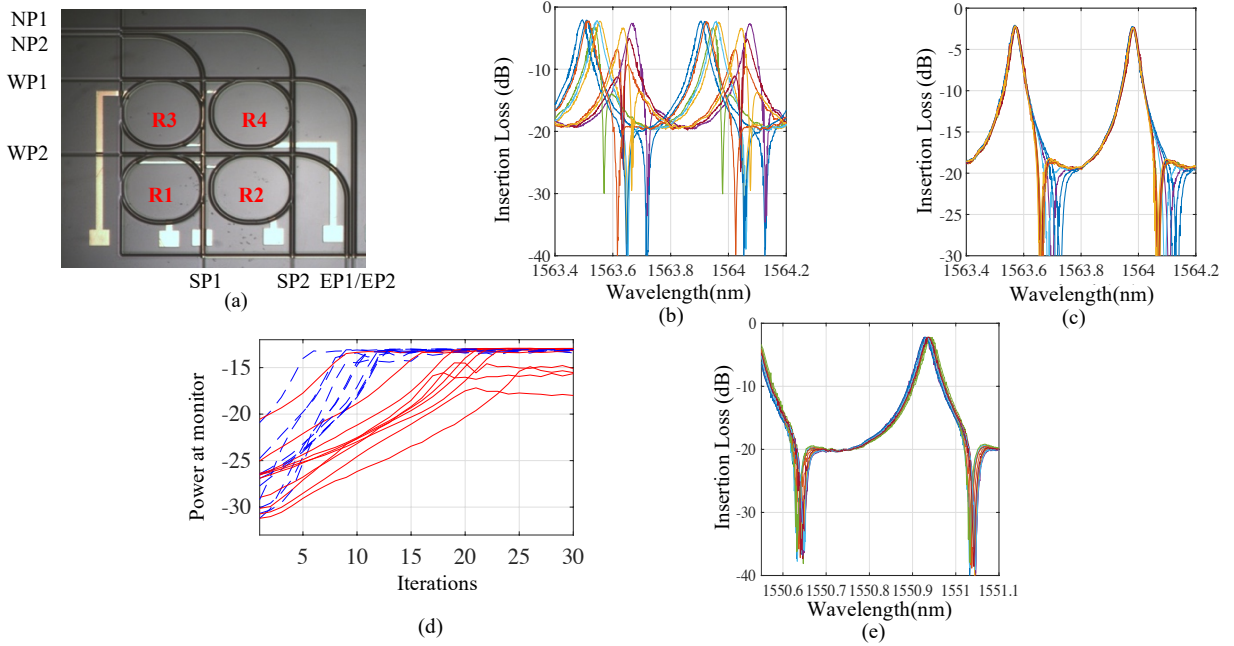 NP1
NP2
WP1
WP2
R3
R4
R1
R2
SP1
SP2
EP1/EP2
(a)
Insertion Loss (dB)
0
-10
-20
-30
-40
1563.4
1563.6
1563.8
1564
1564.2
Wavelength(nm)
(b)
Insertion Loss (dB)
0
-5
-10
-15
-20
-25
-30
1563.4
1563.6
1563.8
1564
1564.2
Wavelength(nm)
(c)
Power at monitor
-15
-20
-25
-30
5
10
15
20
25
30
Iterations
(d)
Insertion Loss (dB)
0
-10
-20
-30
-40
1550.6
1550.7
1550.8
1550.9
1551
1551.1
Wavelength(nm)
(e)